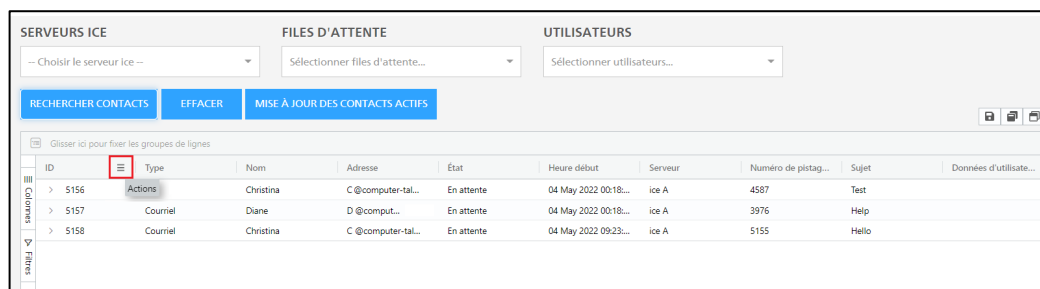 SERVEURS ICE FILES D'ATTENTE UTILISATEURS
-- Choisir le serveur ice -- Sélectionner files d'attente... Sélectionner utilisateurs...
RECHERCHER CONTACTS EFFACER MISE À JOUR DES CONTACTS ACTIFS
Glisser ici pour fixer les groupes de lignes
ID Type Nom Adresse État Heure début Serveur Numéro de pistag... Sujet Données d'utilisate...
5156 Actions Christina C @computer-tal... En attente 04 May 2022 00:18:... ice A 4587 Test
5157 Courriel Diane D @comput... En attente 04 May 2022 00:18:... ice A 3976 Help
5158 Courriel Christina C @computer-tal... En attente 04 May 2022 09:23:... ice A 5155 Hello
Colonnes
Filtres